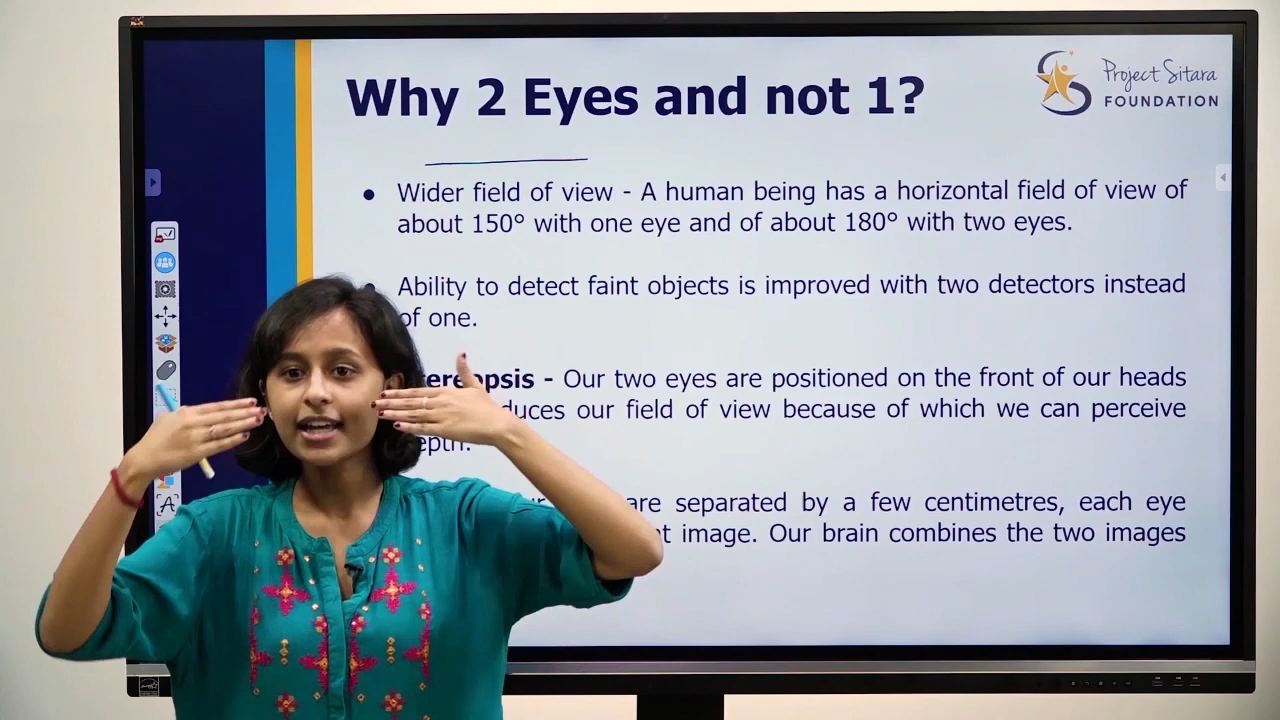 Why 2 Eyes and not 1?
Project Sitara
FOUNDATION
● Wider field of view - A human being has a horizontal field of view of
about 150° with one eye and of about 180° with two eyes.
Ability to detect faint objects is improved with two detectors instead
of one.
- Our two eyes are positioned on the front of our heads
our field of view because of which we can perceive
are separated by a few centimetres, each eye
image. Our brain combines the two images
A